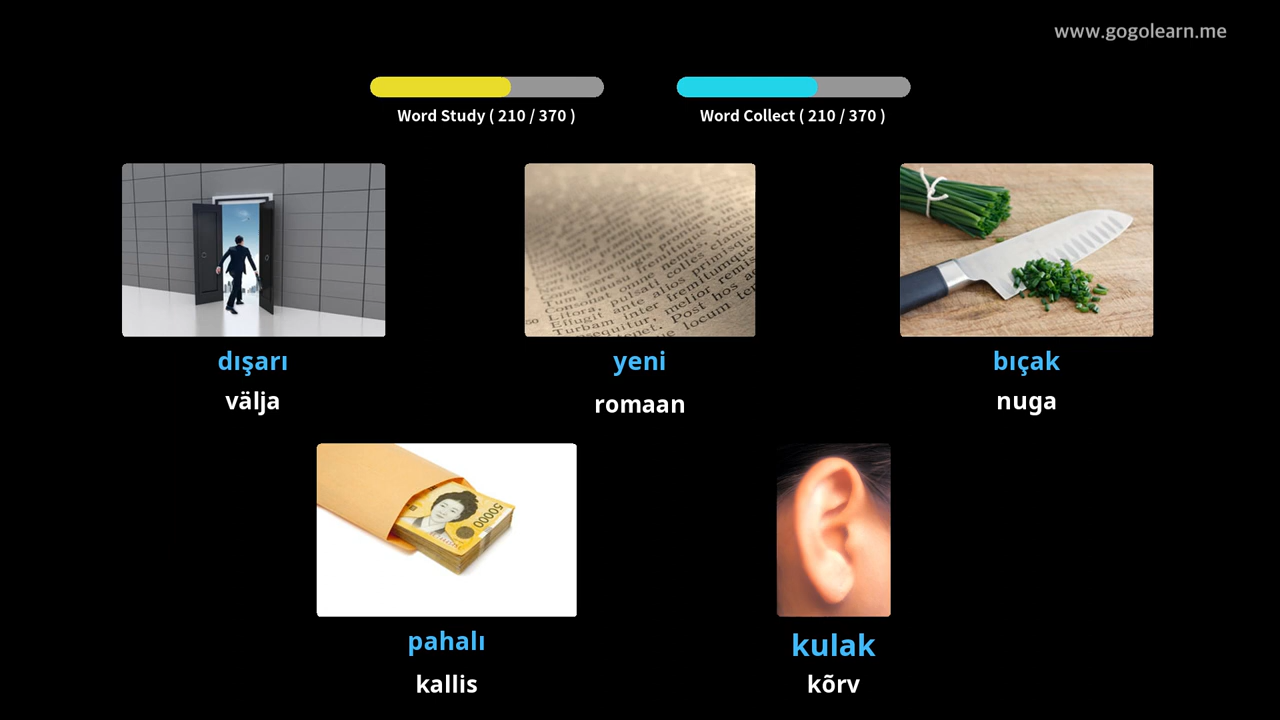 www.gogolearn.me
Word Study ( 210 / 370 )
Word Collect ( 210 / 370 )
dışarı
välja
yeni
romaan
bıçak
nuga
50000
pahalı
kallis
kulak
kõrv